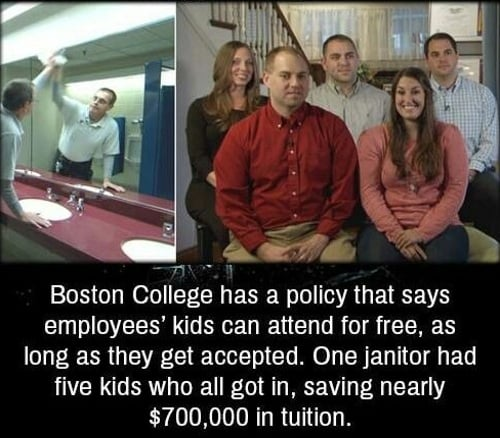 Boston College has a policy that says
employees' kids can attend for free, as
long as they get accepted. One janitor had
five kids who all got in, saving nearly
$700,000 in tuition.